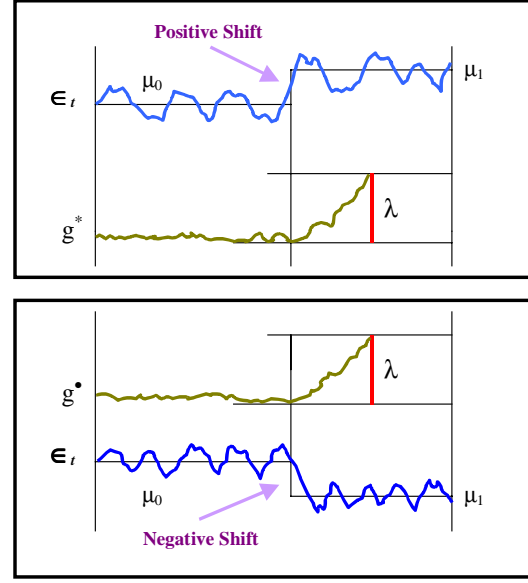 Positive Shift
μ0
μ1
∈t
λ
g*
λ
g•
∈t
μ0
μ1
Negative Shift